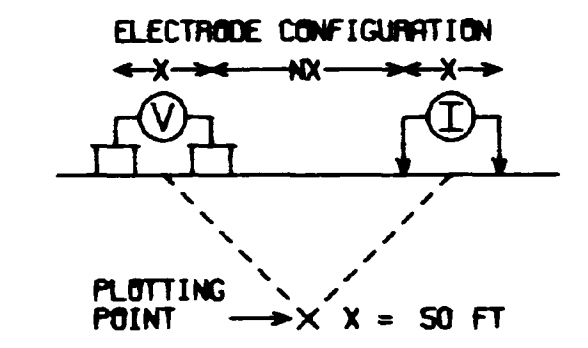 ELECTRODE CONFIGURATION
X NX X
V I
PLOTTING
POINT X X = 50 FT